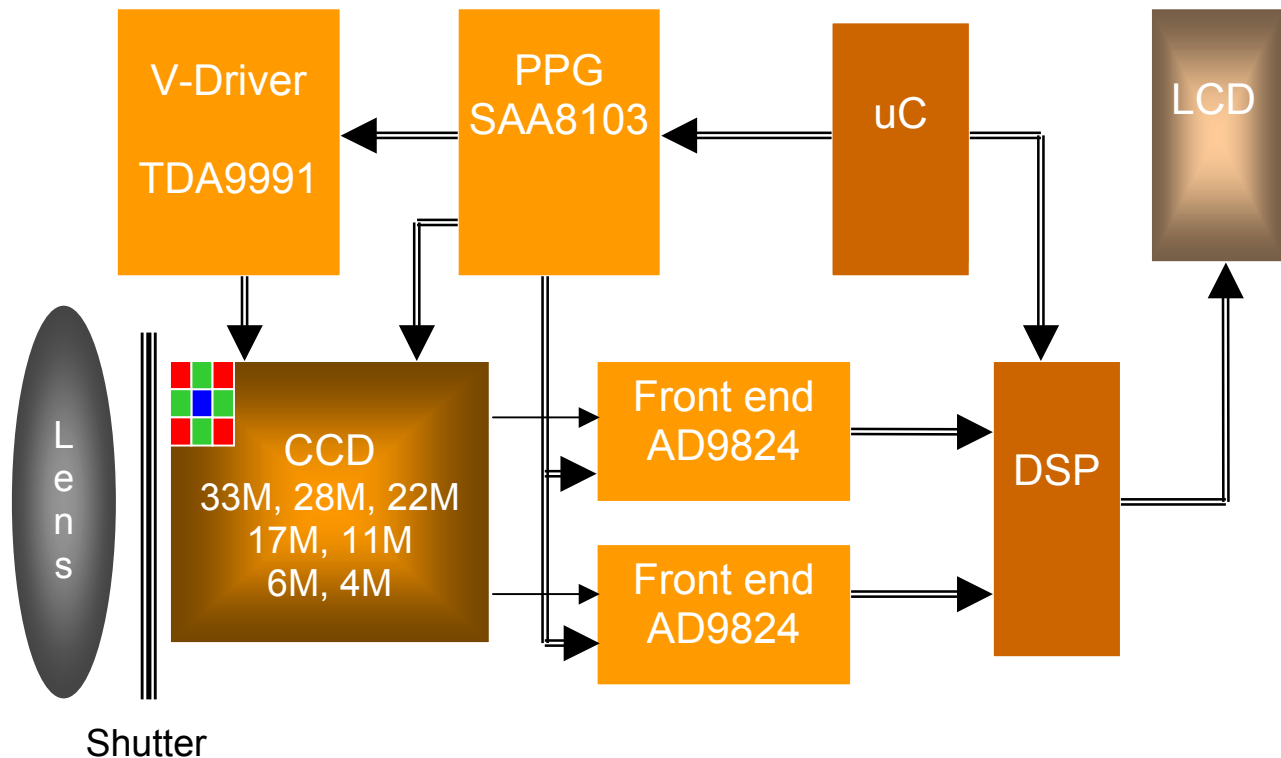 V-Driver
TDA9991
PPG
SAA8103
uC
LCD
Lens
CCD
33M, 28M, 22M
17M, 11M
6M, 4M
Front end
AD9824
Front end
AD9824
DSP
Shutter